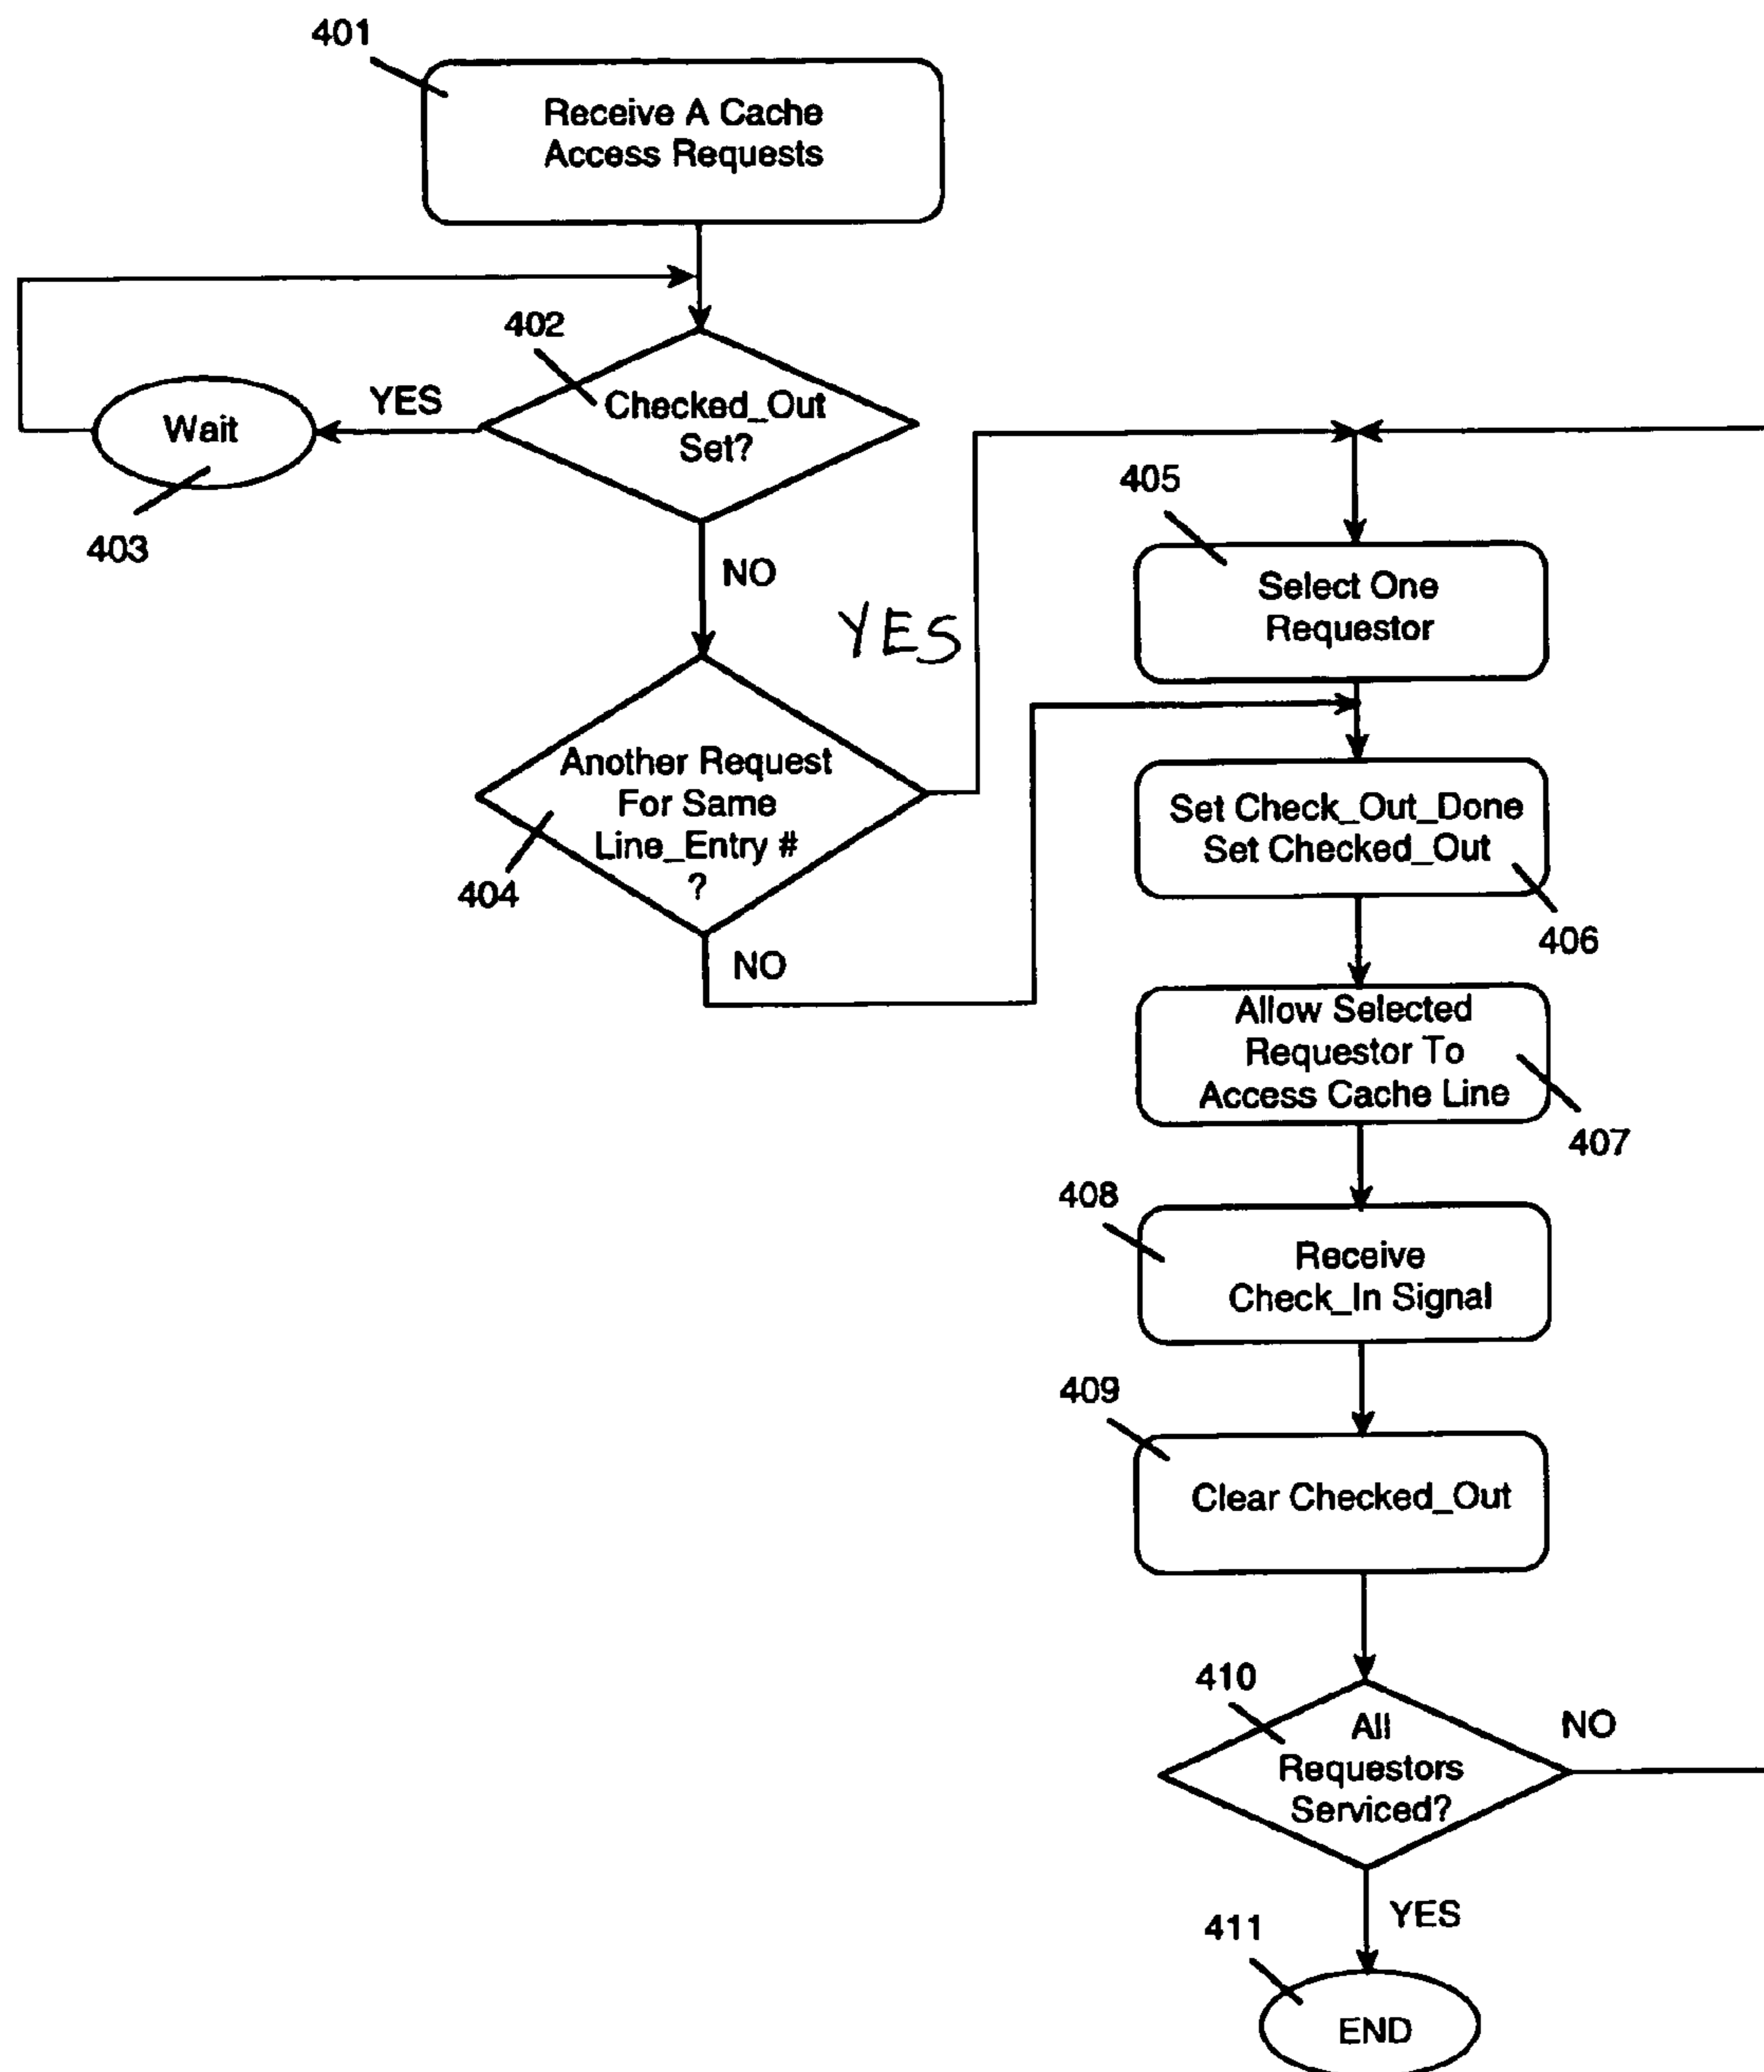 401
Receive A Cache
Access Requests
402
Checked_Out
Set?
YES
Wait
403
NO
YES
Another Request
For Same
Line_Entry #
?
404
NO
405
Select One
Requestor
Set Check_Out_Done
Set Checked_Out
406
Allow Selected
Requestor To
Access Cache Line
407
408
Receive
Check_In Signal
409
Clear Checked_Out
410
All
Requestors
Serviced?
NO
YES
411
END